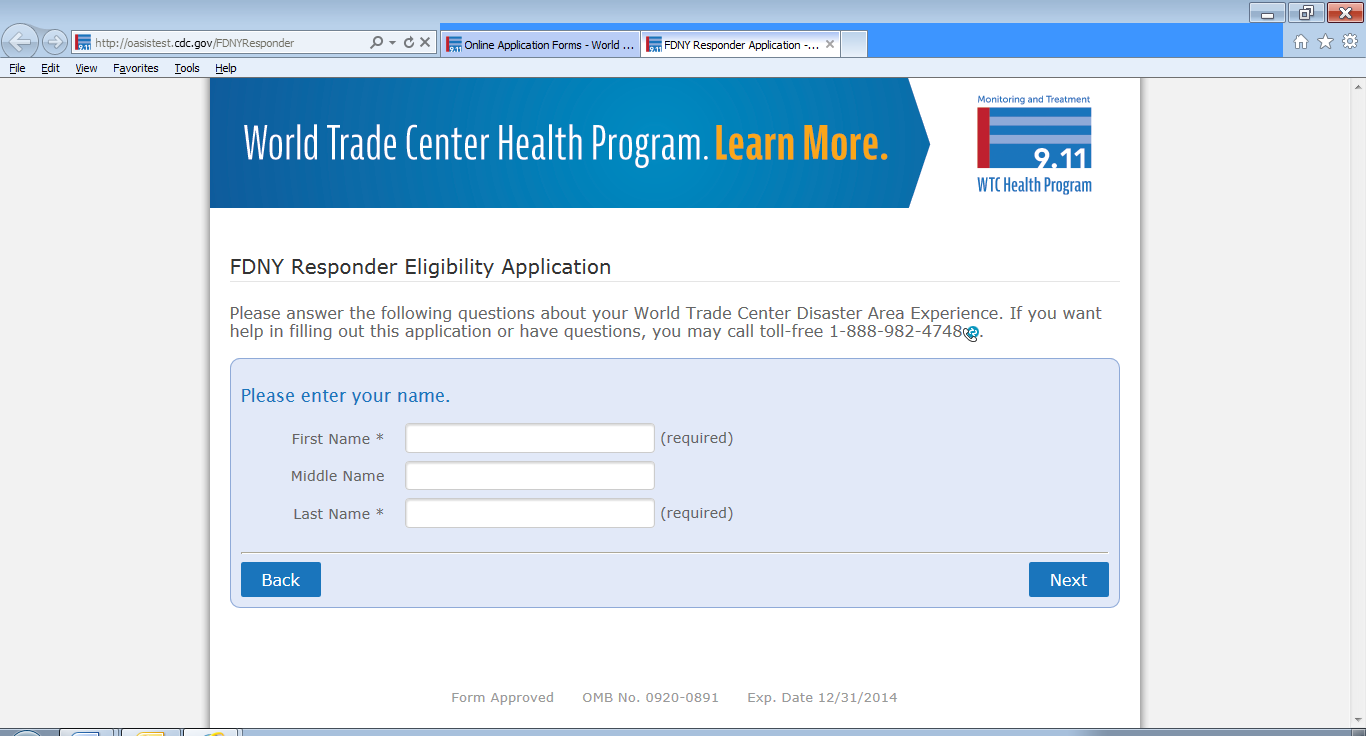 http://oasistest.cdc.gov/FDNYResponder
Online Application Forms - World ...
FDNY Responder Application -...
File Edit View Favorites Tools Help
World Trade Center Health Program. Learn More.
Monitoring and Treatment
9.11
WTC Health Program
FDNY Responder Eligibility Application
Please answer the following questions about your World Trade Center Disaster Area Experience. If you want
help in filling out this application or have questions, you may call toll-free 1-888-982-4748.
Please enter your name.
First Name * (required)
Middle Name
Last Name * (required)
Back Next
Form Approved OMB No. 0920-0891 Exp. Date 12/31/2014